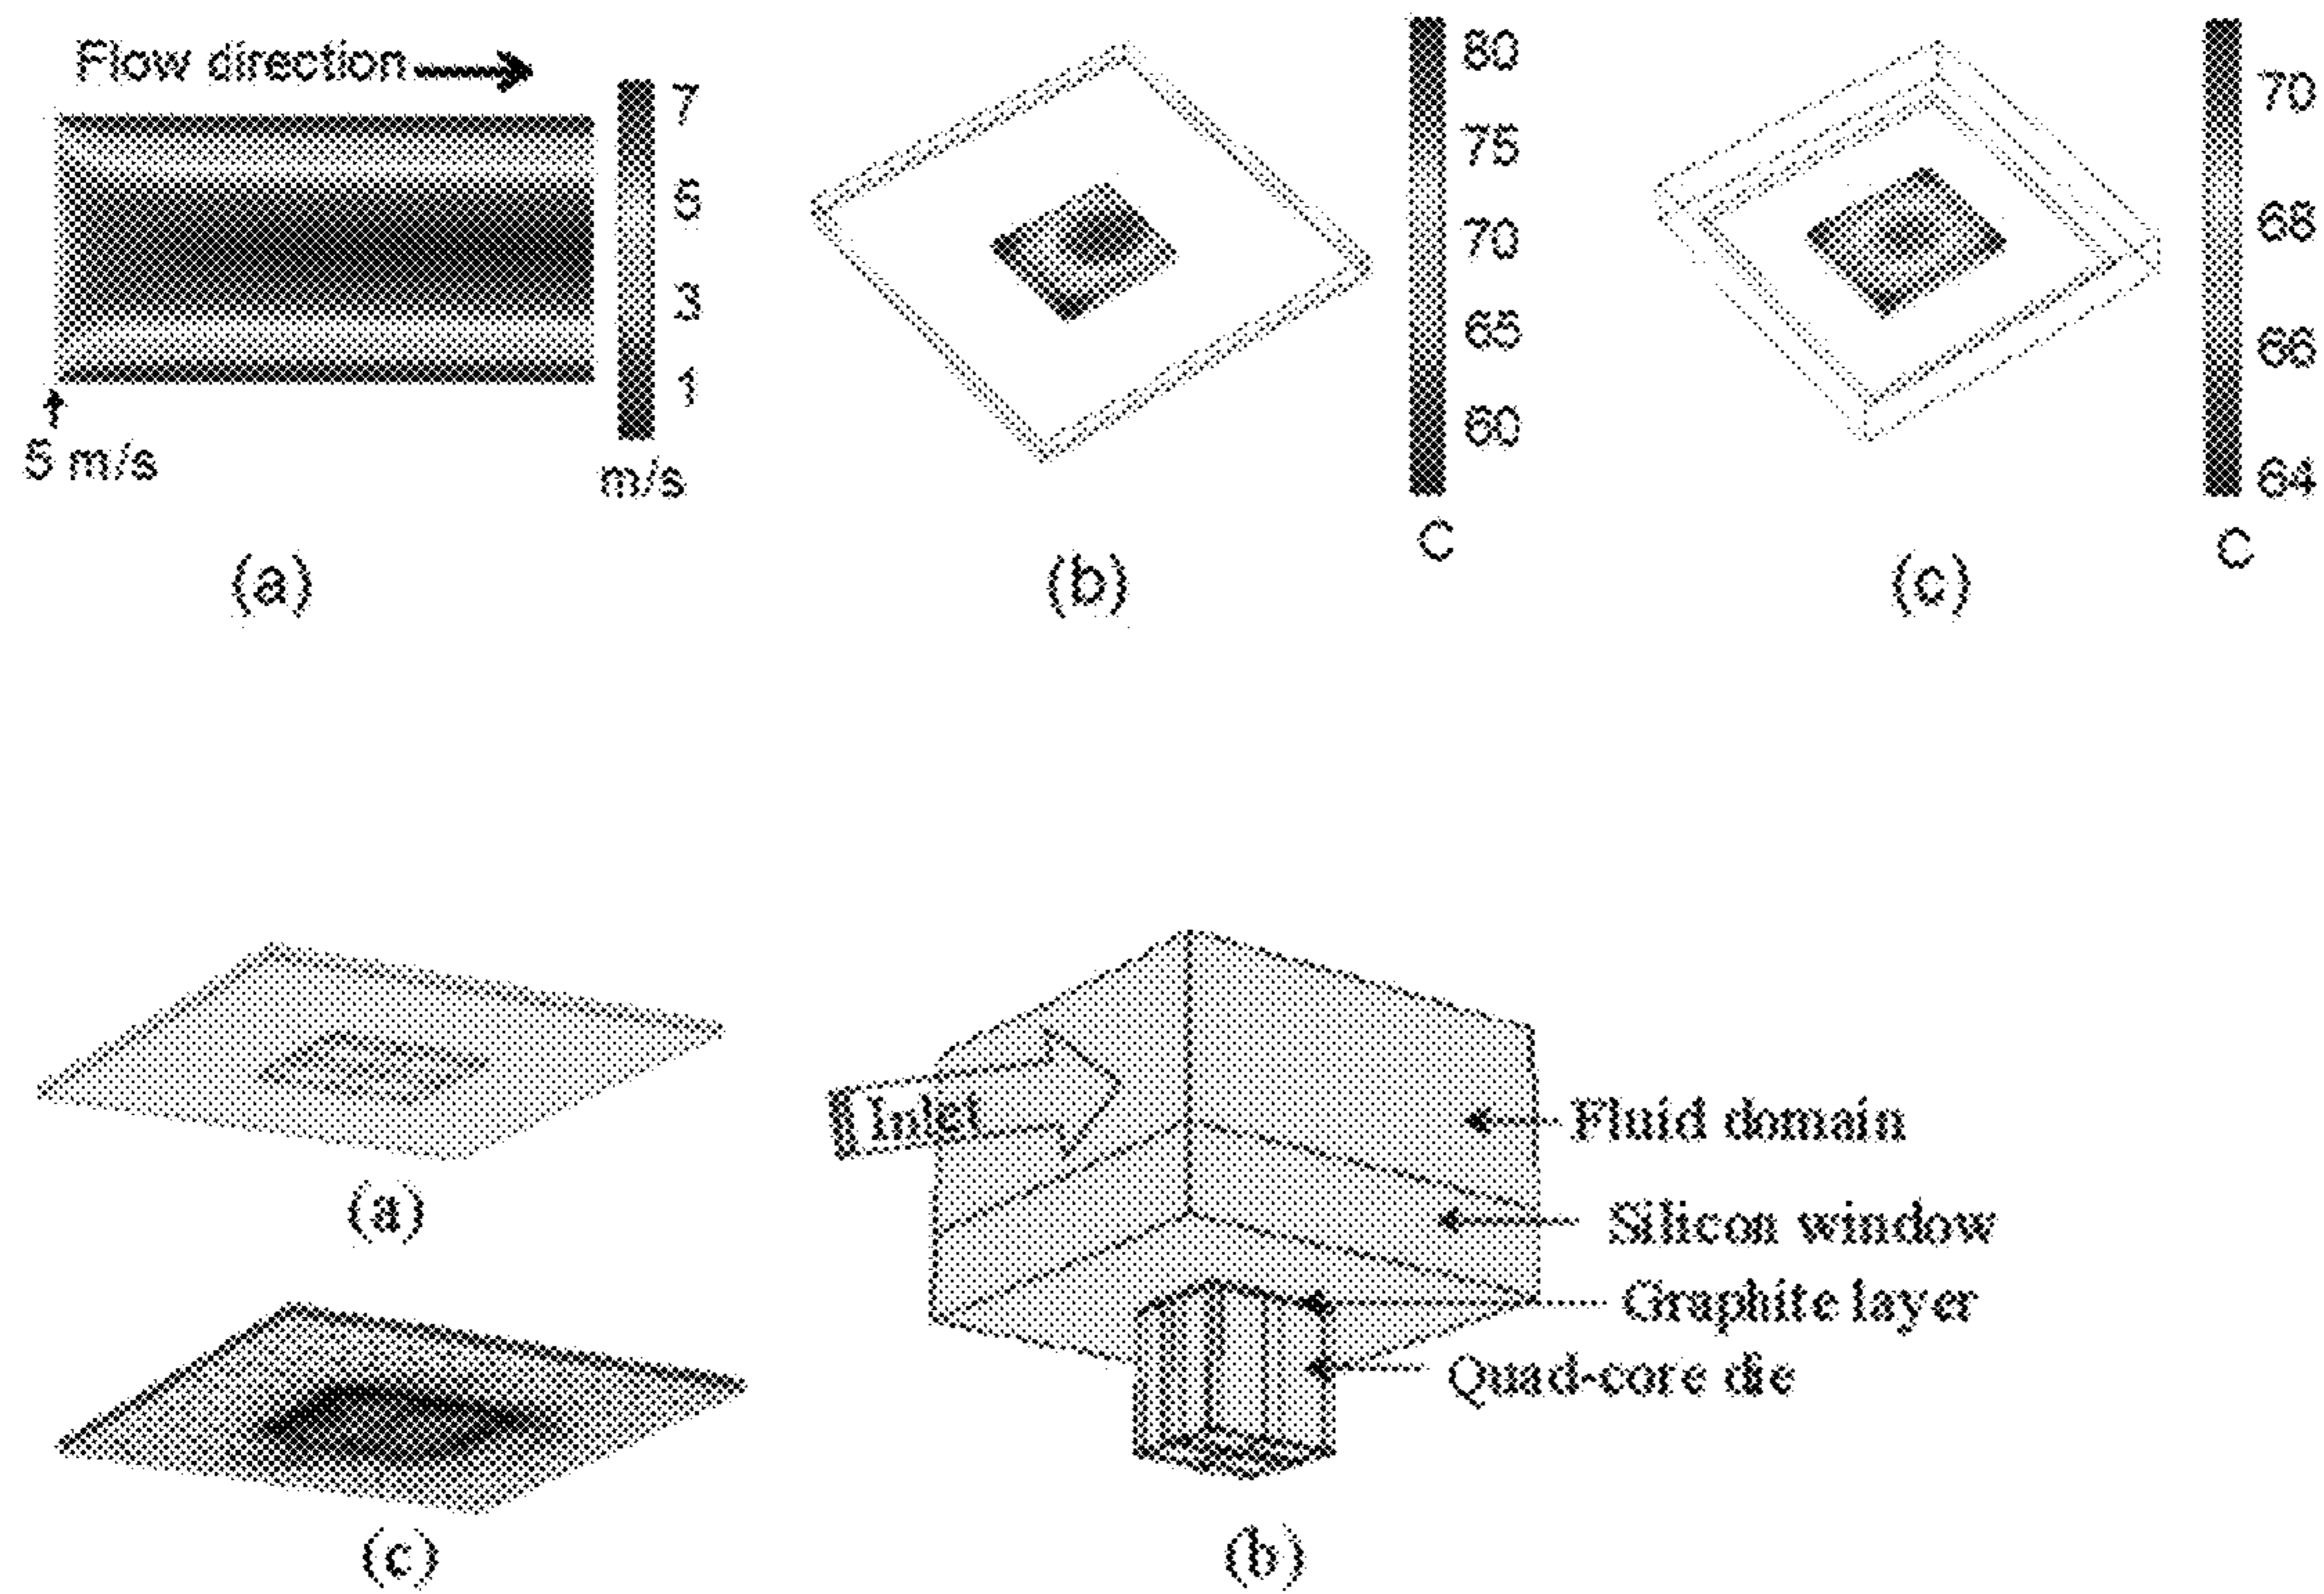 Flow direction
7
5
3
1
m/s
5 m/s
(a)
80
75
70
65
60
C
(b)
70
68
66
64
C
(c)
(a)
(c)
Inlet
Fluid domain
Silicon window
Graphite layer
Quad-core die
(b)